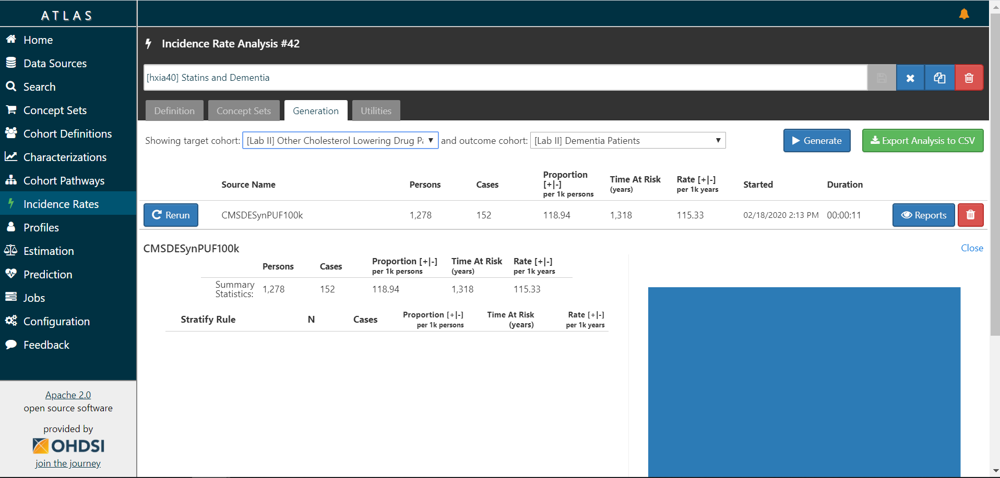 ATLAS
Home
Data Sources
Search
Concept Sets
Cohort Definitions
Characterizations
Cohort Pathways
Incidence Rates
Profiles
Estimation
Prediction
Jobs
Configuration
Feedback
Apache 2.0
open source software
provided by
OHDSI
join the journey
Incidence Rate Analysis #42
[hxia40] Statins and Dementia
Definition Concept Sets Generation Utilities
Showing target cohort: [Lab II] Other Cholesterol Lowering Drug Pa and outcome cohort: [Lab II] Dementia Patients Generate Export Analysis to CSV
Source Name Persons Cases Proportion [+|-] per 1k persons Time At Risk (years) Rate [+|-] per 1k years Started Duration
Rerun CMSDESynPUF100k 1,278 152 118.94 1,318 115.33 02/18/2020 2:13 PM 00:00:11 Reports
CMSDESynPUF100k Close
Persons Cases Proportion [+|-] per 1k persons Time At Risk (years) Rate [+|-] per 1k years
Summary Statistics: 1,278 152 118.94 1,318 115.33
Stratify Rule N Cases Proportion [+|-] per 1k persons Time At Risk (years) Rate [+|-] per 1k years